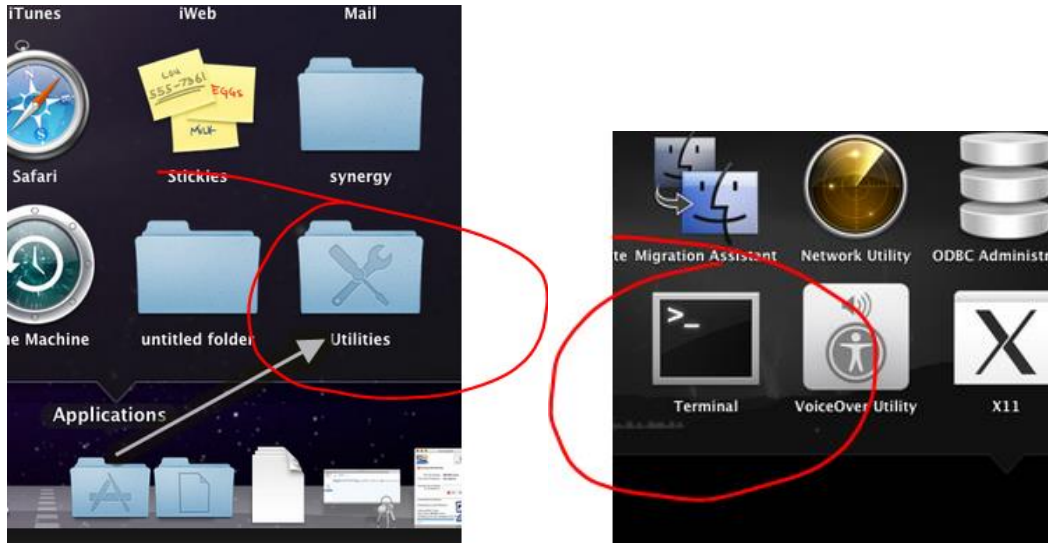 iTunes iWeb Mail
LOU
555-7361
EGGS
MILK
Safari Stickies synergy
ne Machine untitled folder Utilities
Applications
te Migration Assistant Network Utility ODBC Administr
>_
Terminal VoiceOver Utility X11